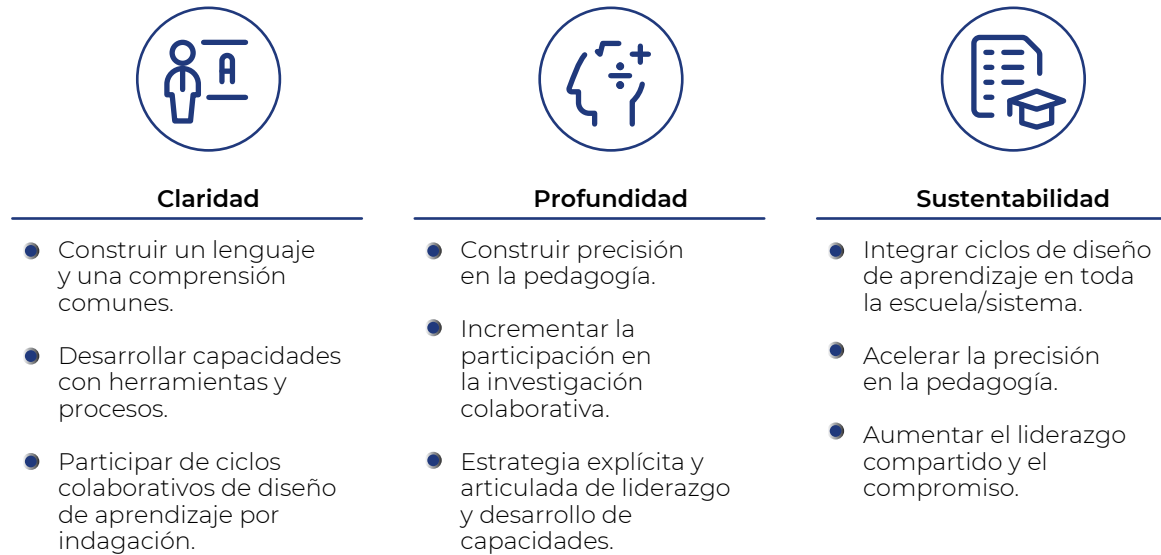 A
Claridad
Construir un lenguaje
y una comprensión
comunes.
Desarrollar capacidades
con herramientas y
procesos.
Participar de ciclos
colaborativos de diseño
de aprendizaje por
indagación.
√ +
÷
Profundidad
Construir precisión
en la pedagogía.
Incrementar la
participación en
la investigación
colaborativa.
Estrategia explícita y
articulada de liderazgo
y desarrollo de
capacidades.
Sustentabilidad
Integrar ciclos de diseño
de aprendizaje en toda
la escuela/sistema.
Acelerar la precisión
en la pedagogía.
Aumentar el liderazgo
compartido y el
compromiso.